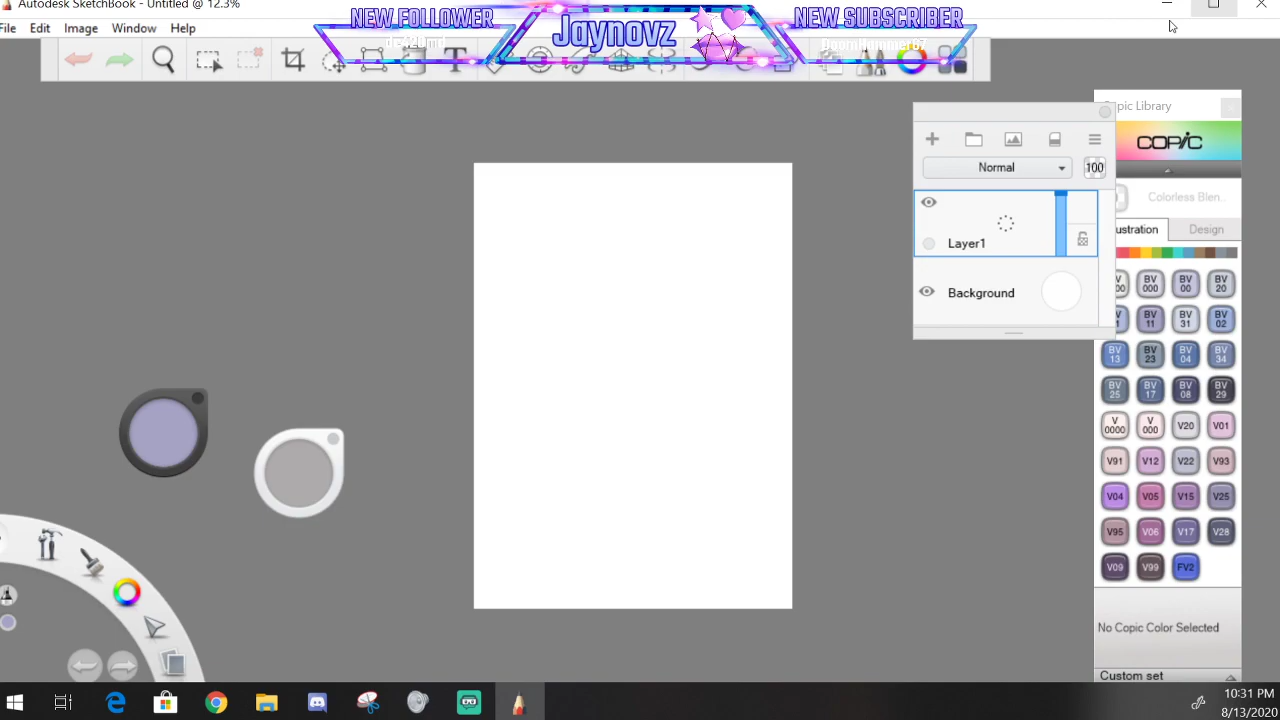 Autodesk SketchBook - Untitled @ 12.3%
File Edit Image Window Help
NEW FOLLOWER
Jaynovz
NEW SUBSCRIBER
Copic Library
COPIC
Normal
100
Colorless Blen..
ustration
Design
Layer1
Background
BV 000
BV 00
BV 20
BV 11
BV 31
BV 02
BV 13
BV 23
BV 04
BV 34
BV 25
BV 17
BV 08
BV 29
V 0000
V 000
V20
V01
V91
V12
V22
V93
V04
V05
V15
V25
V95
V06
V17
V28
V09
V99
FV2
No Copic Color Selected
Custom set
10:31 PM
8/13/2020